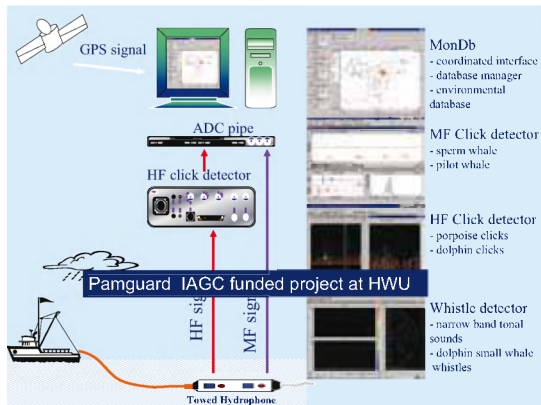 GPS signal
ADC pipe
HF click detector
HF
MF
Towed Hydrophone
MonDb
- coordinated interface
- database manager
- environmental
database
MF Click detector
- sperm whale
- pilot whale
HF Click detector
- porpoise clicks
- dolphin clicks
Pamguard IAGC funded project at HWU
Whistle detector
- narrow band tonal
sounds
- dolphin small whale
whistles